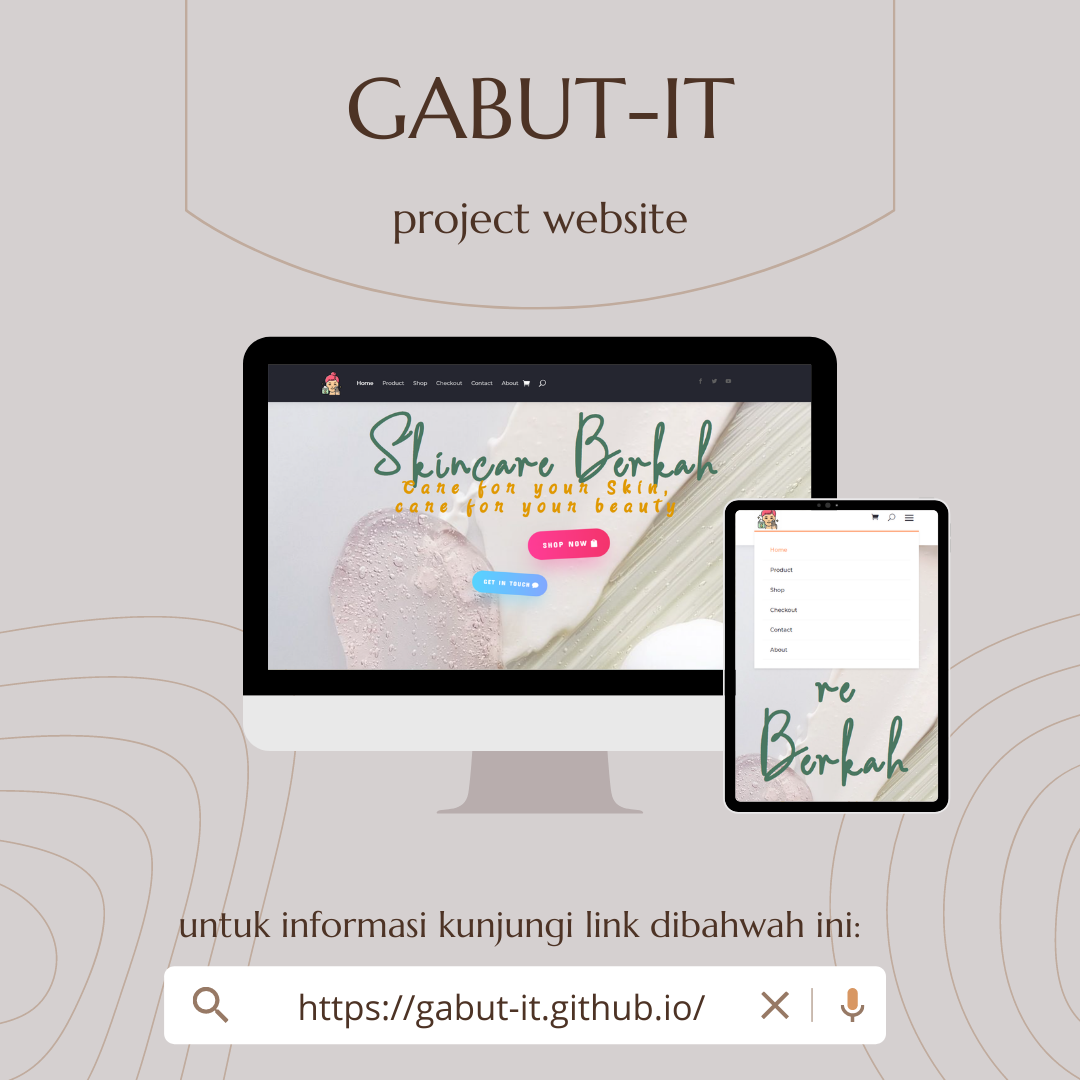 GABUT-IT
project website
Home Product Shop Checkout Contact About
Skincare Berkah
Care for your Skin,
care for your beauty
SHOP NOW
GET IN TOUCH
Home
Product
Shop
Checkout
Contact
About
re
Berkah
untuk informasi kunjungi link dibahwah ini:
https://gabut-it.github.io/